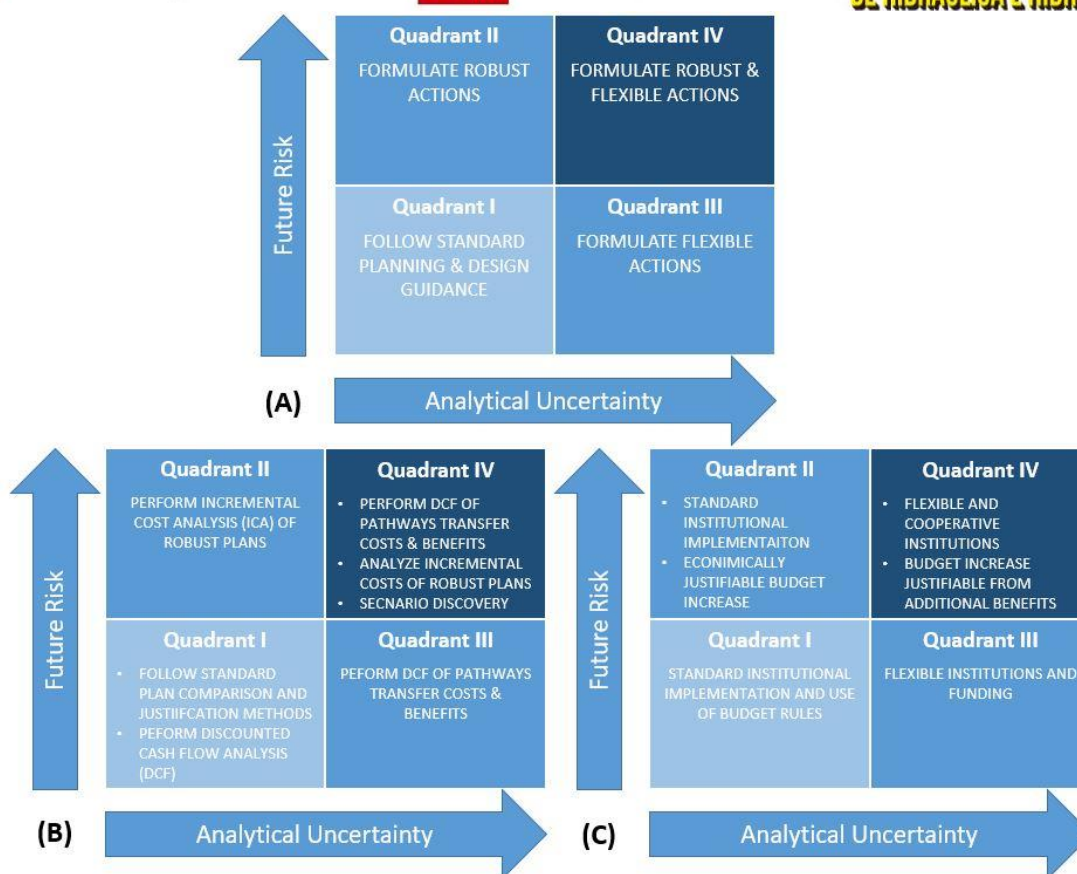 Quadrant II
FORMULATE ROBUST
ACTIONS
Quadrant IV
FORMULATE ROBUST &
FLEXIBLE ACTIONS
Future Risk
Quadrant I
FOLLOW STANDARD
PLANNING & DESIGN
GUIDANCE
Quadrant III
FORMULATE FLEXIBLE
ACTIONS
(A)
Analytical Uncertainty
Quadrant II
PERFORM INCREMENTAL
COST ANALYSIS (ICA) OF
ROBUST PLANS
Quadrant IV
• PERFORM DCF OF
PATHWAYS TRANSFER
COSTS & BENEFITS
• ANALYZE INCREMENTAL
COSTS OF ROBUST PLANS
• SECNARIO DISCOVERY
Future Risk
Quadrant I
• FOLLOW STANDARD
PLAN COMPARISON AND
JUSTIIFCATION METHODS
• PEFORM DISCOUNTED
CASH FLOW ANALYSIS
(DCF)
Quadrant III
PEFORM DCF OF PATHWAYS
TRANSFER COSTS &
BENEFITS
(B)
Analytical Uncertainty
Quadrant II
• STANDARD
INSTITUTIONAL
IMPLEMENTAITON
• ECONIMICALLY
JUSTIFIABLE BUDGET
INCREASE
Quadrant IV
• FLEXIBLE AND
COOPERATIVE
INSTITUTIONS
• BUDGET INCREASE
JUSTIFIABLE FROM
ADDITIONAL BENEFITS
Future Risk
Quadrant I
STANDARD INSTITUTIONAL
IMPLEMENTATION AND USE
OF BUDGET RULES
Quadrant III
FLEXIBLE INSTITUTIONS AND
FUNDING
(C)
Analytical Uncertainty